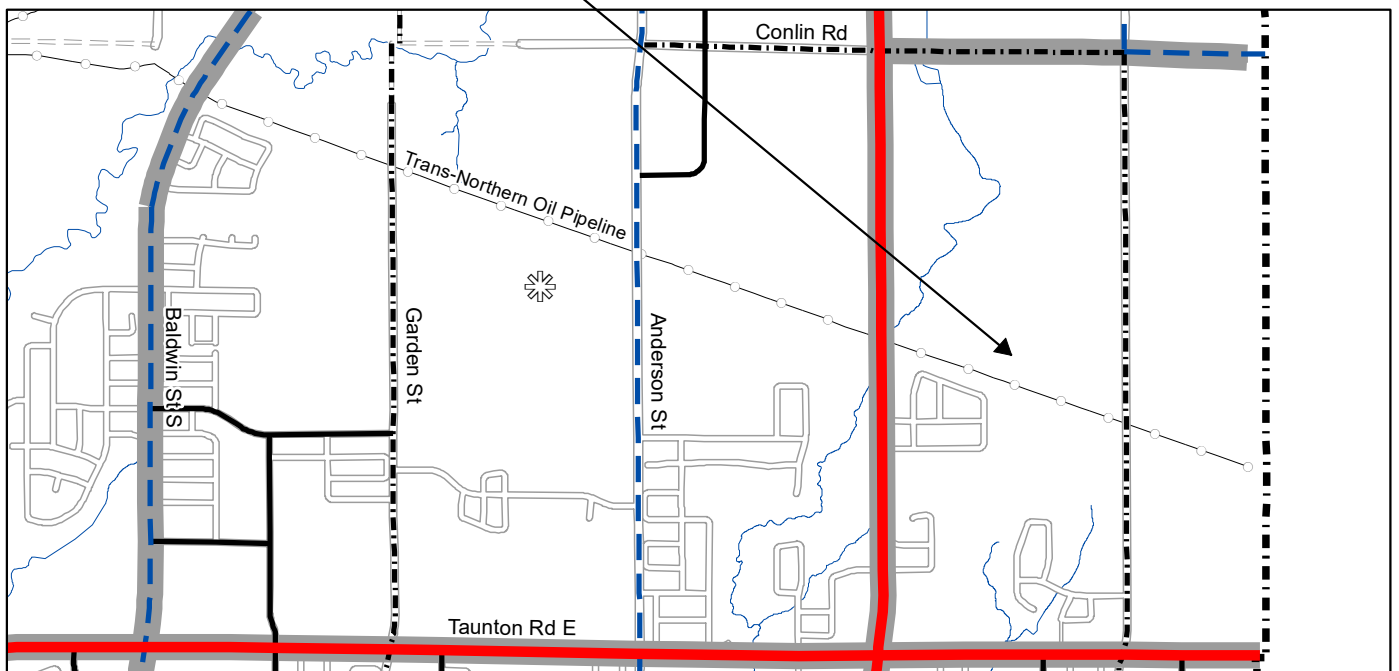 Conlin Rd
Trans-Northern Oil Pipeline
Baldwin St S
Garden St
Anderson St
Taunton Rd E